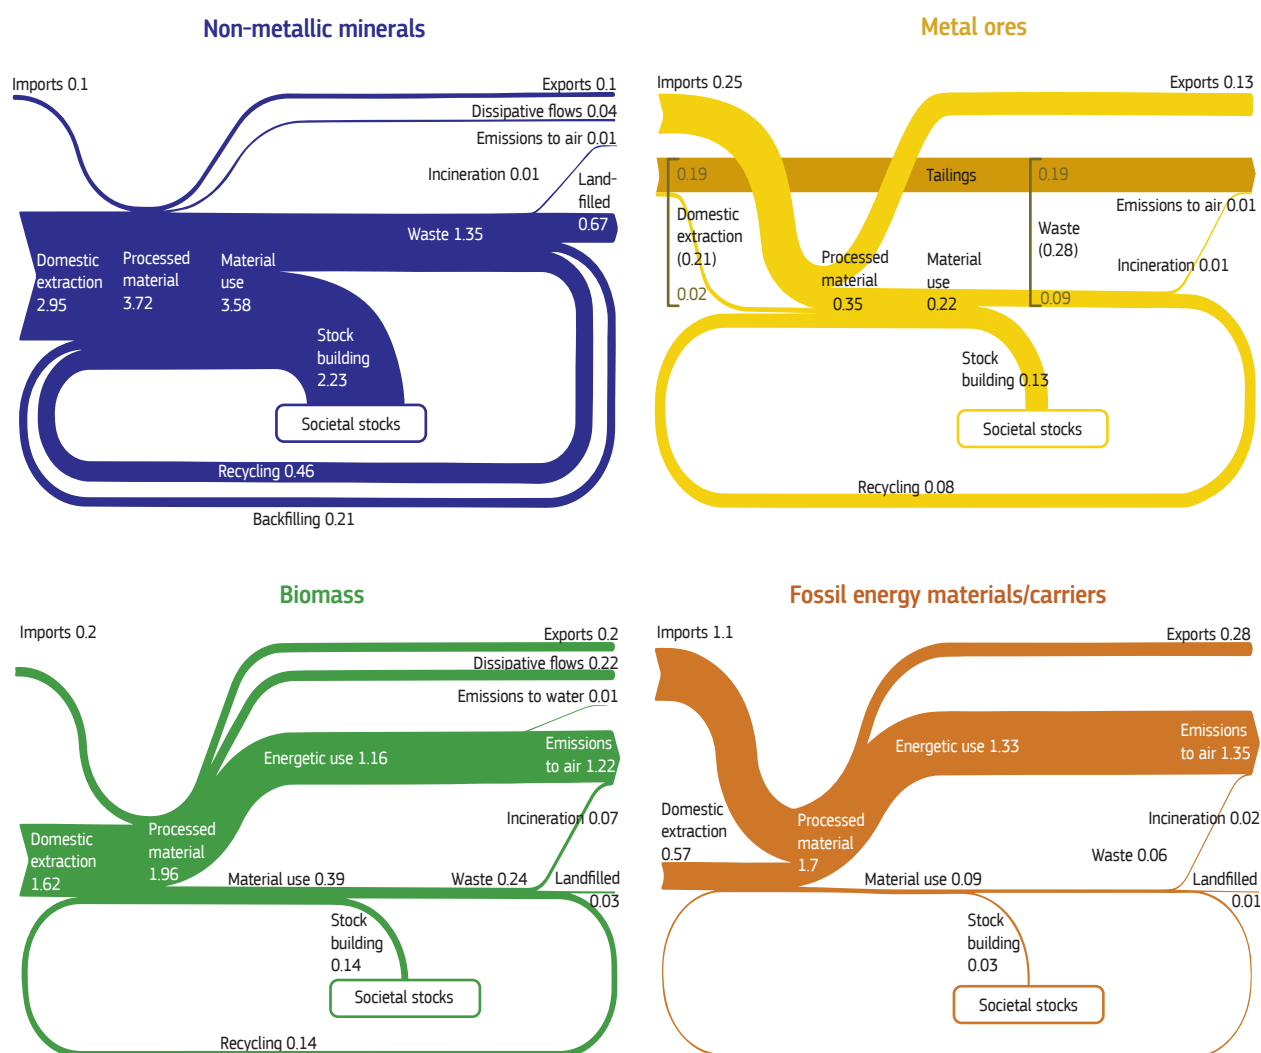 Non-metallic minerals
Imports 0.1
Exports 0.1
Dissipative flows 0.04
Emissions to air 0.01
Incineration 0.01
Land-
filled
0.67
Waste 1.35
Domestic
extraction
2.95
Processed
material
3.72
Material
use
3.58
Stock
building
2.23
Societal stocks
Recycling 0.46
Backfilling 0.21
Metal ores
Imports 0.25
Exports 0.13
0.19
Tailings
0.19
Emissions to air 0.01
Domestic
extraction
(0.21)
Waste
(0.28)
Incineration 0.01
0.02
Processed
material
0.35
Material
use
0.22
0.09
Stock
building 0.13
Societal stocks
Recycling 0.08
Biomass
Imports 0.2
Exports 0.2
Dissipative flows 0.22
Emissions to water 0.01
Energetic use 1.16
Emissions
to air 1.22
Incineration 0.07
Domestic
extraction
1.62
Processed
material
1.96
Material use 0.39
Waste 0.24
Landfilled
0.03
Stock
building
0.14
Societal stocks
Recycling 0.14
Fossil energy materials/carriers
Imports 1.1
Exports 0.28
Energetic use 1.33
Emissions
to air 1.35
Domestic
extraction
0.57
Processed
material
1.7
Incineration 0.02
Waste 0.06
Material use 0.09
Landfilled
0.01
Stock
building
0.03
Societal stocks